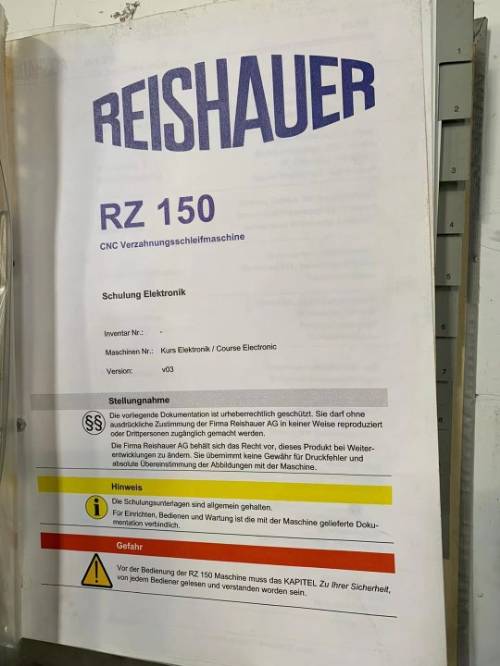 REISHAUER
RZ 150
CNC Verzahnungsschleifmaschine
Schulung Elektronik
Inventar Nr.: -
Maschinen Nr.: Kurs Elektronik / Course Electronic
Version: v03
Stellungnahme
§§
Die vorliegende Dokumentation ist urheberrechtlich geschützt. Sie darf ohne
ausdrückliche Zustimmung der Firma Reishauer AG in keiner Weise reproduziert
oder Drittpersonen zugänglich gemacht werden.
Die Firma Reishauer AG behält sich das Recht vor, dieses Produkt bei Weiter-
entwicklungen zu ändern. Sie übernimmt keine Gewähr für Druckfehler und
absolute Übereinstimmung der Abbildungen mit der Maschine.
Hinweis
i
Die Schulungsunterlagen sind allgemein gehalten.
Für Einrichten, Bedienen und Wartung ist die mit der Maschine gelieferte Doku-
mentation verbindlich.
Gefahr
!
Vor der Bedienung der RZ 150 Maschine muss das KAPITEL Zu Ihrer Sicherheit,
von jedem Bediener gelesen und verstanden worden sein.
1
2
3
4
5